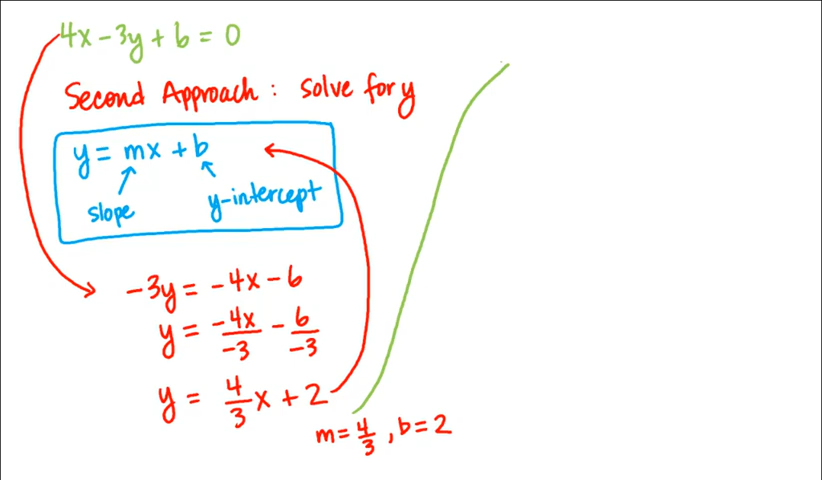 4x - 3y + 6 = 0
Second Approach: solve for y
y = mx + b
slope
y-intercept
-3y = -4x - 6
y = -4x/-3 - 6/-3
y = 4/3 x + 2
m = 4/3, b = 2